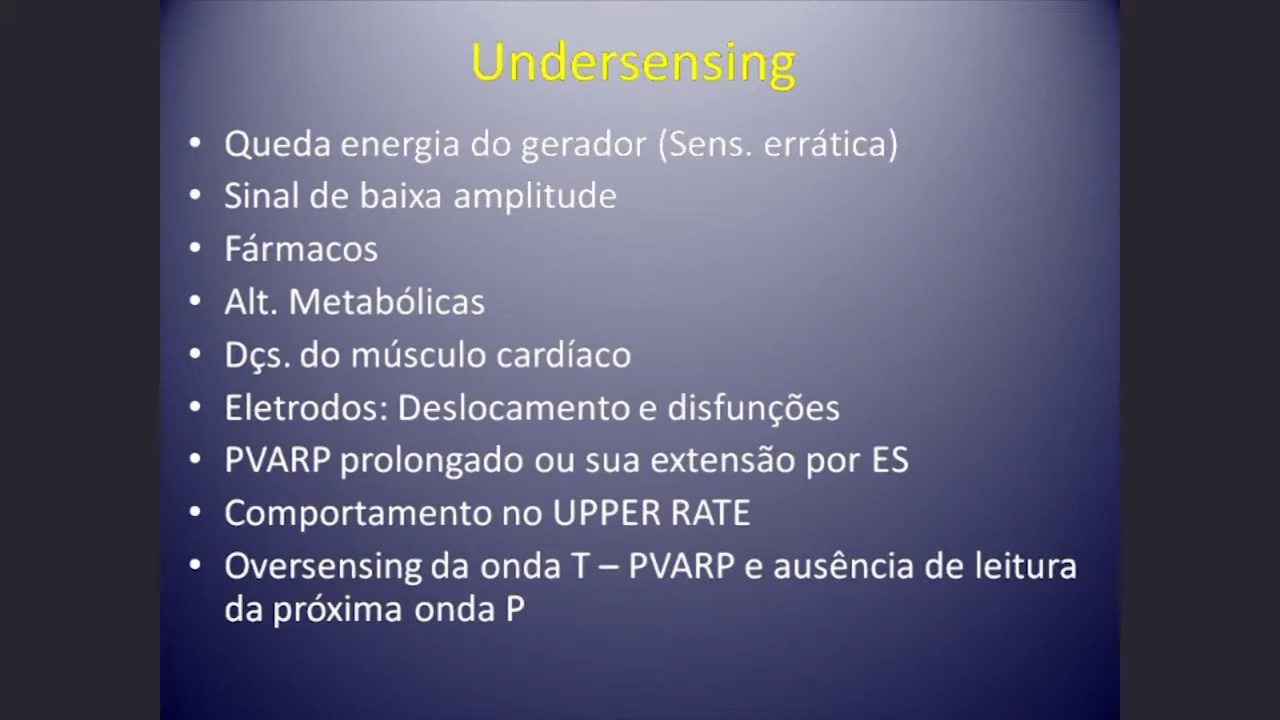 Undersensing
• Queda energia do gerador (Sens. errática)
• Sinal de baixa amplitude
• Fármacos
• Alt. Metabólicas
• Dçs. do músculo cardíaco
• Eletrodos: Deslocamento e disfunções
• PVARP prolongado ou sua extensão por ES
• Comportamento no UPPER RATE
• Oversensing da onda T – PVARP e ausência de leitura
da próxima onda P